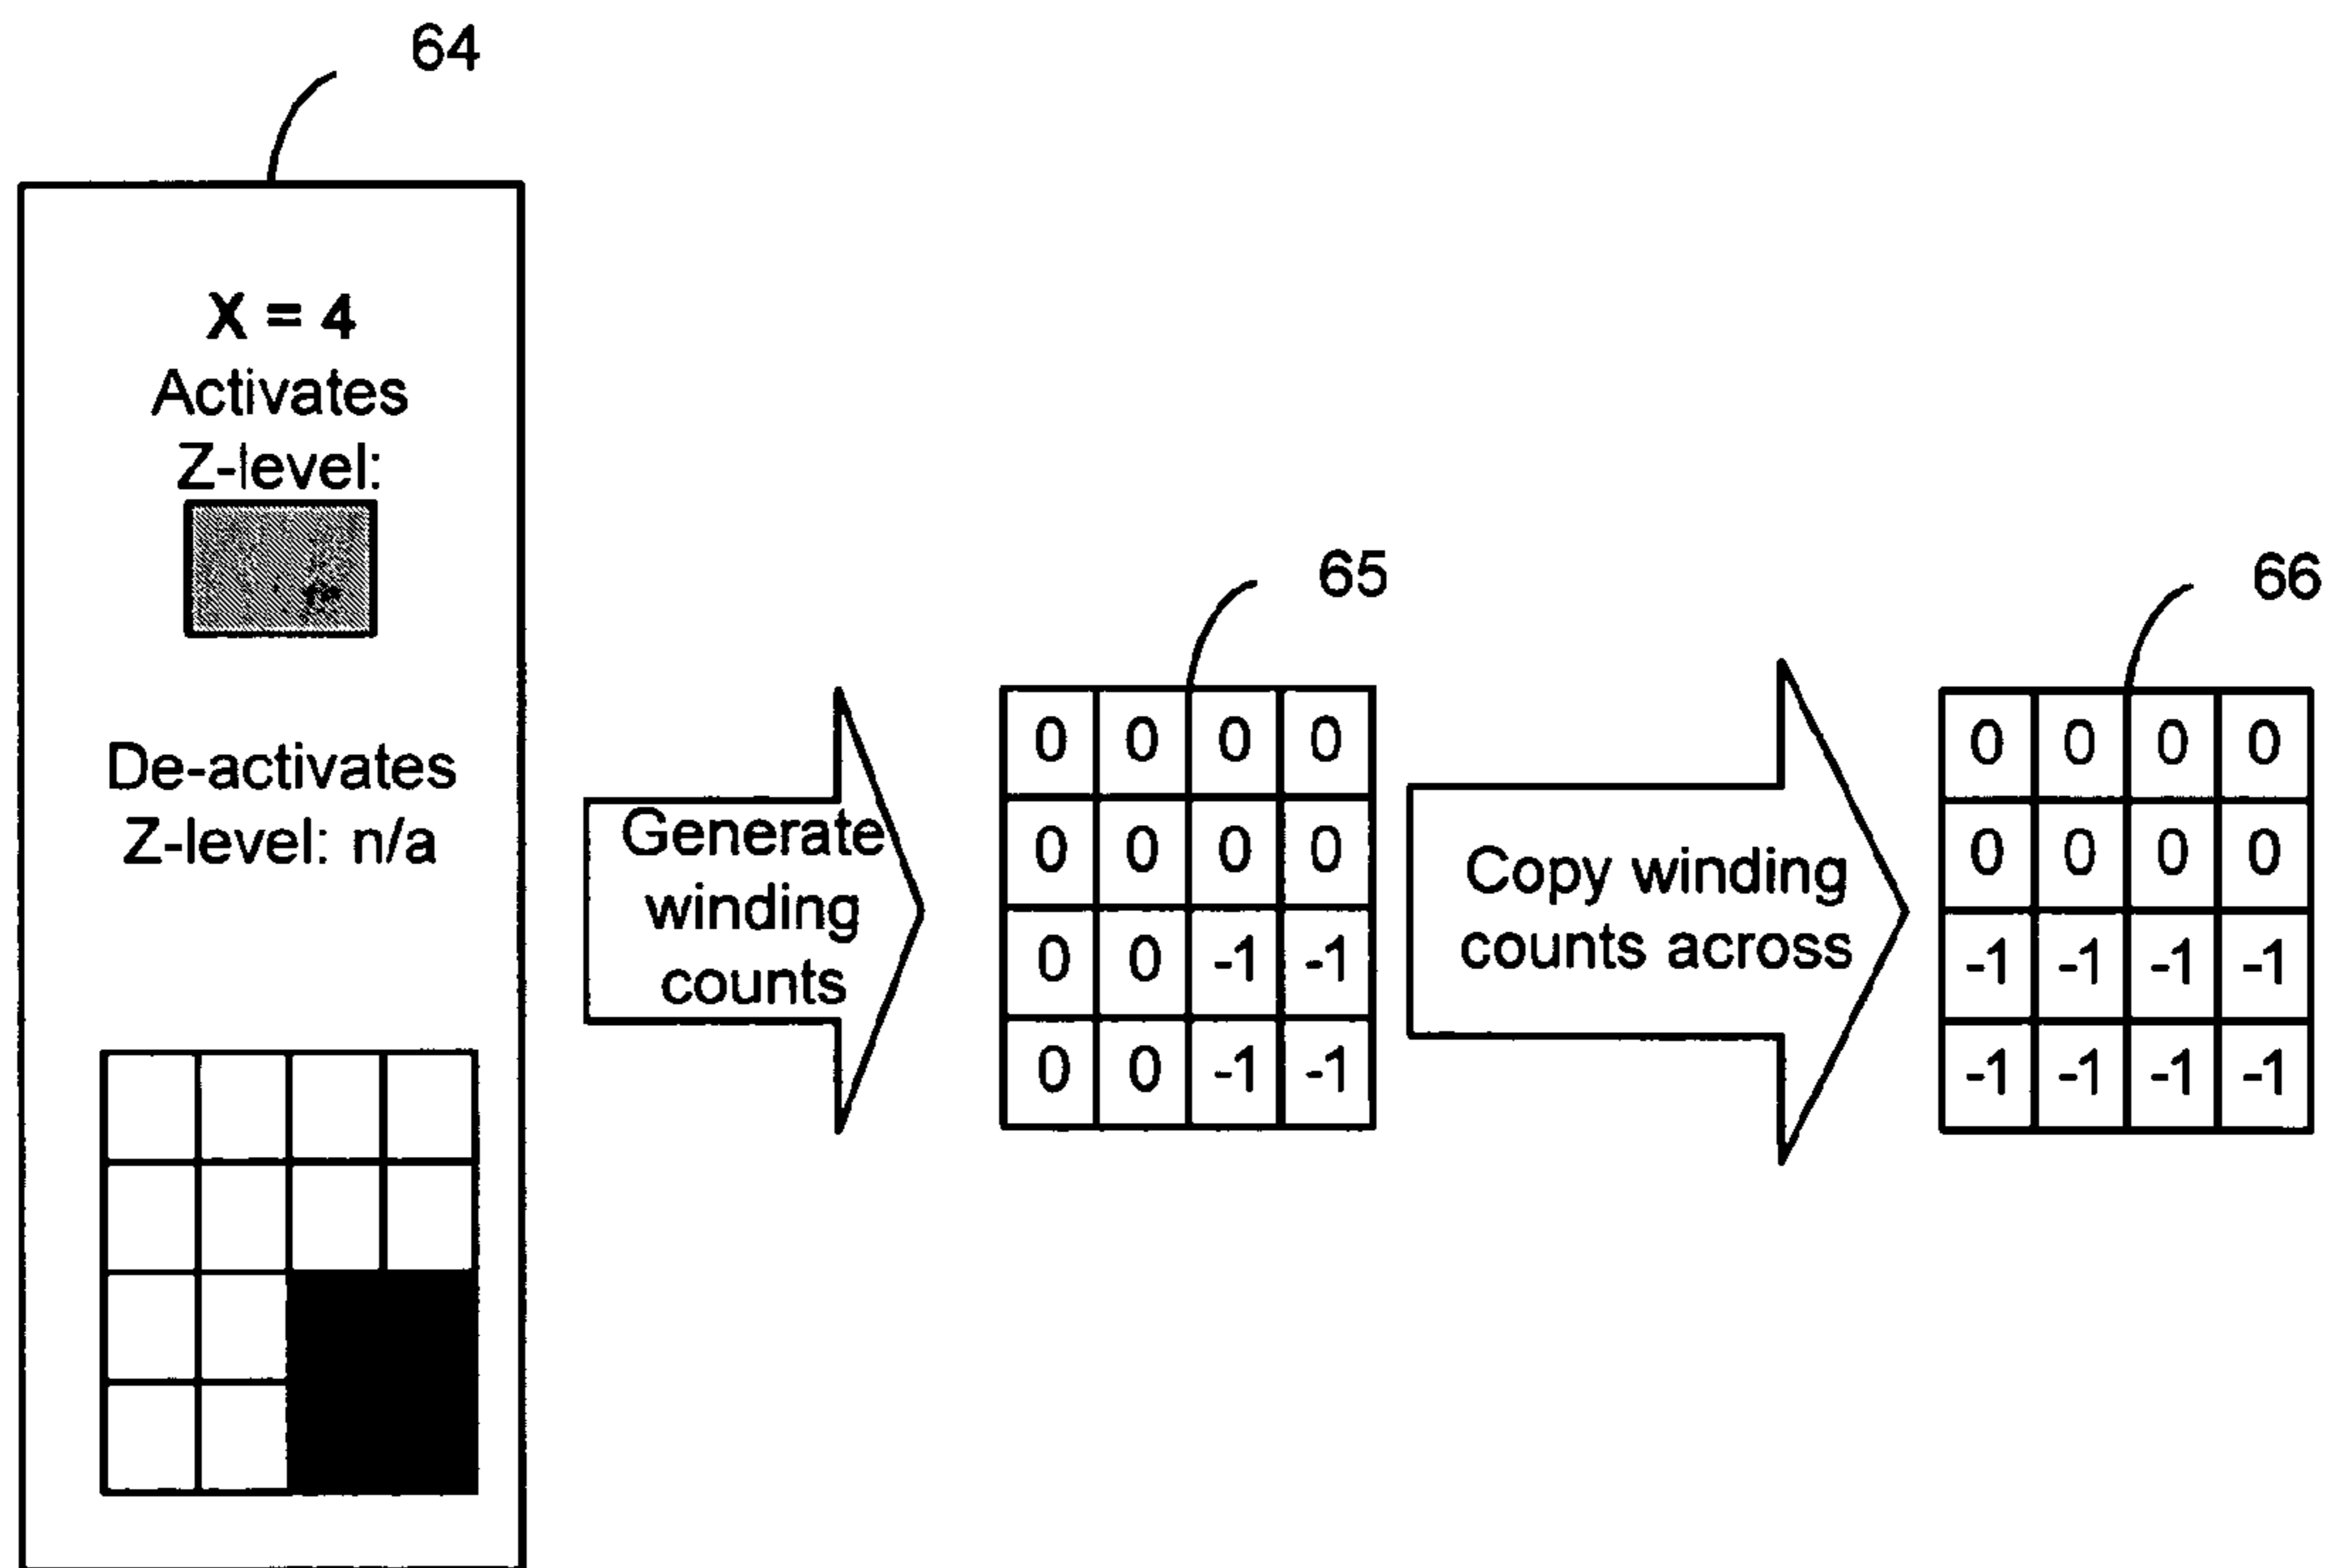 64
X = 4
Activates
Z-level:
De-activates
Z-level: n/a
Generate
winding
counts
65
0 0 0 0
0 0 0 0
0 0 -1 -1
0 0 -1 -1
Copy winding
counts across
66
0 0 0 0
0 0 0 0
-1 -1 -1 -1
-1 -1 -1 -1